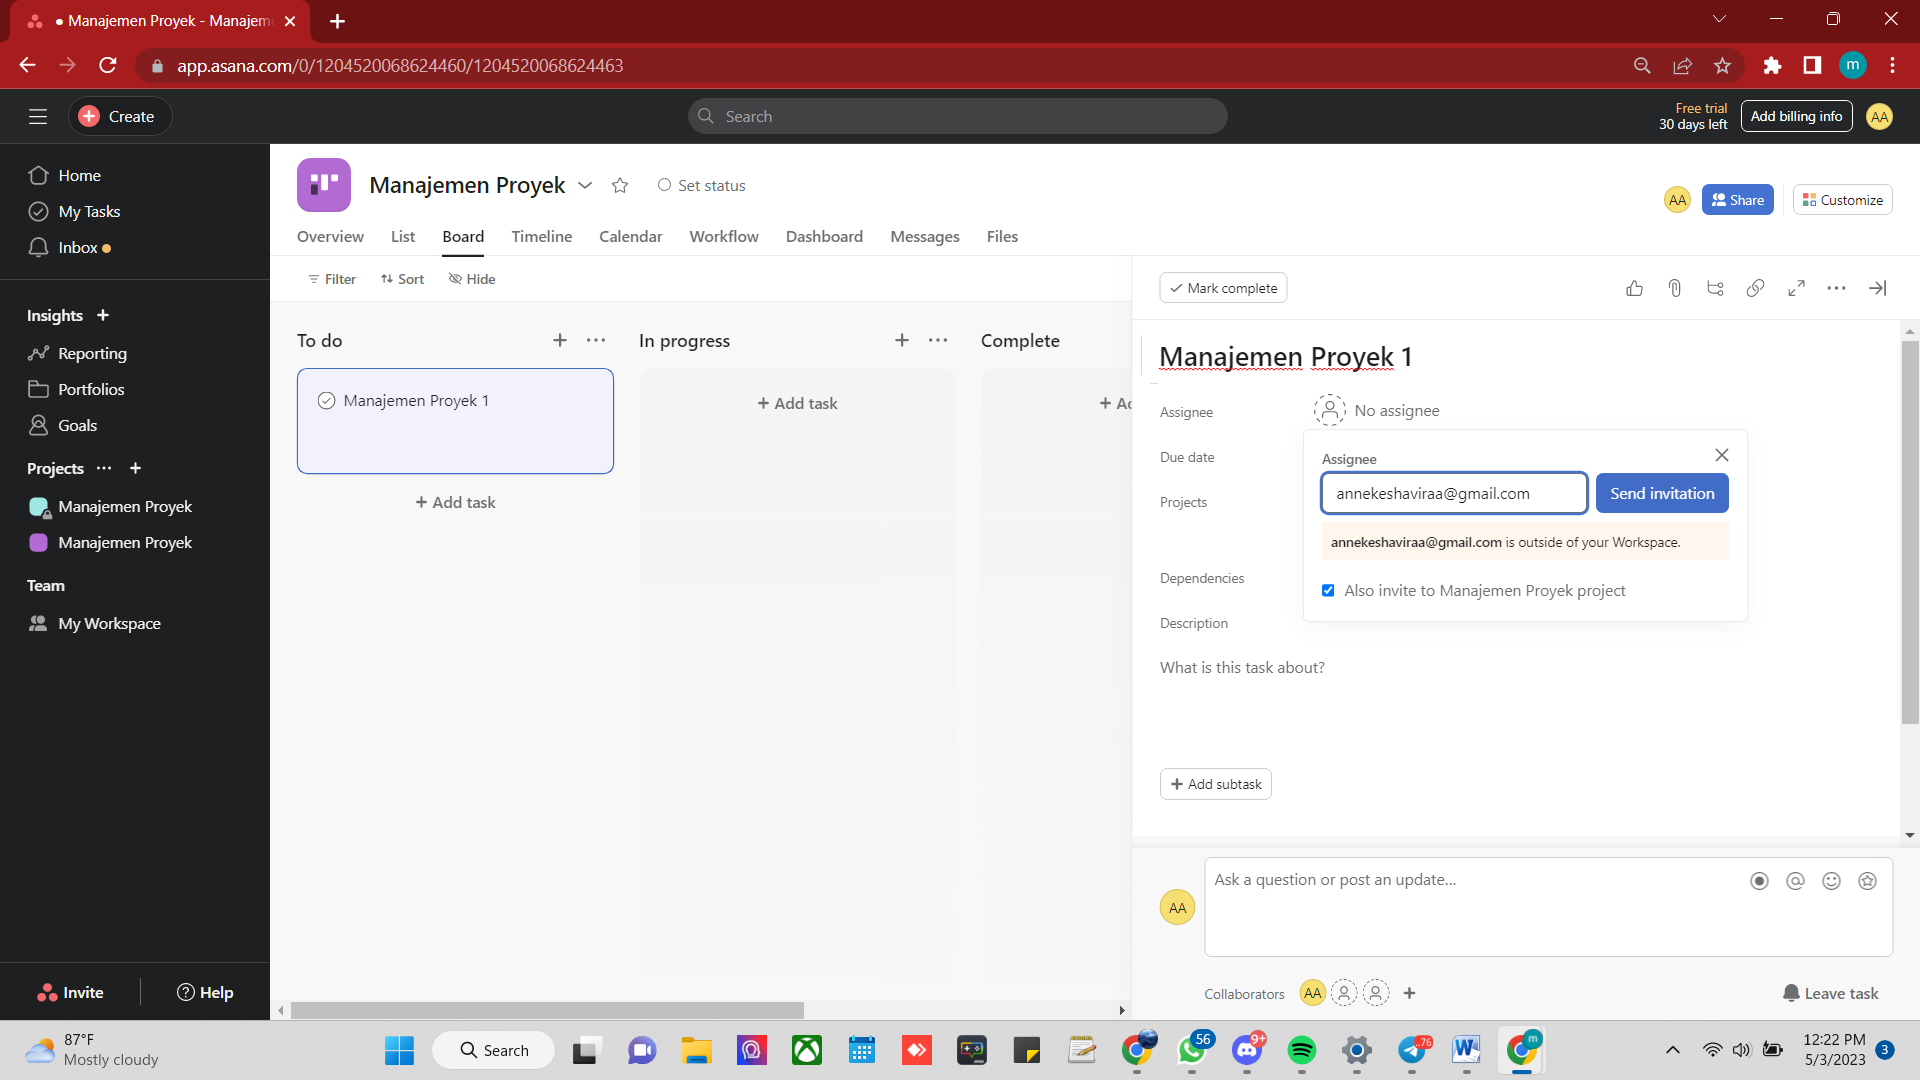 Manajemen Proyek - Manajem
app.asana.com/0/1204520068624460/1204520068624463
m
Create
Search
Free trial
30 days left
Add billing info
AA
Home
My Tasks
Inbox
Insights
Reporting
Portfolios
Goals
Projects
Manajemen Proyek
Manajemen Proyek
Team
My Workspace
Invite
Help
Manajemen Proyek
Set status
AA
Share
Customize
Overview
List
Board
Timeline
Calendar
Workflow
Dashboard
Messages
Files
Filter
Sort
Hide
To do
In progress
Complete
Manajemen Proyek 1
+ Add task
+ Add task
+ Ac
Mark complete
Manajemen Proyek 1
Assignee
No assignee
Due date
Projects
Dependencies
Description
What is this task about?
Assignee
annekeshaviraa@gmail.com
Send invitation
annekeshaviraa@gmail.com is outside of your Workspace.
Also invite to Manajemen Proyek project
+ Add subtask
AA
Ask a question or post an update...
Collaborators
AA
Leave task
87°F
Mostly cloudy
Search
56
9+
..76
m
12:22 PM
5/3/2023
3